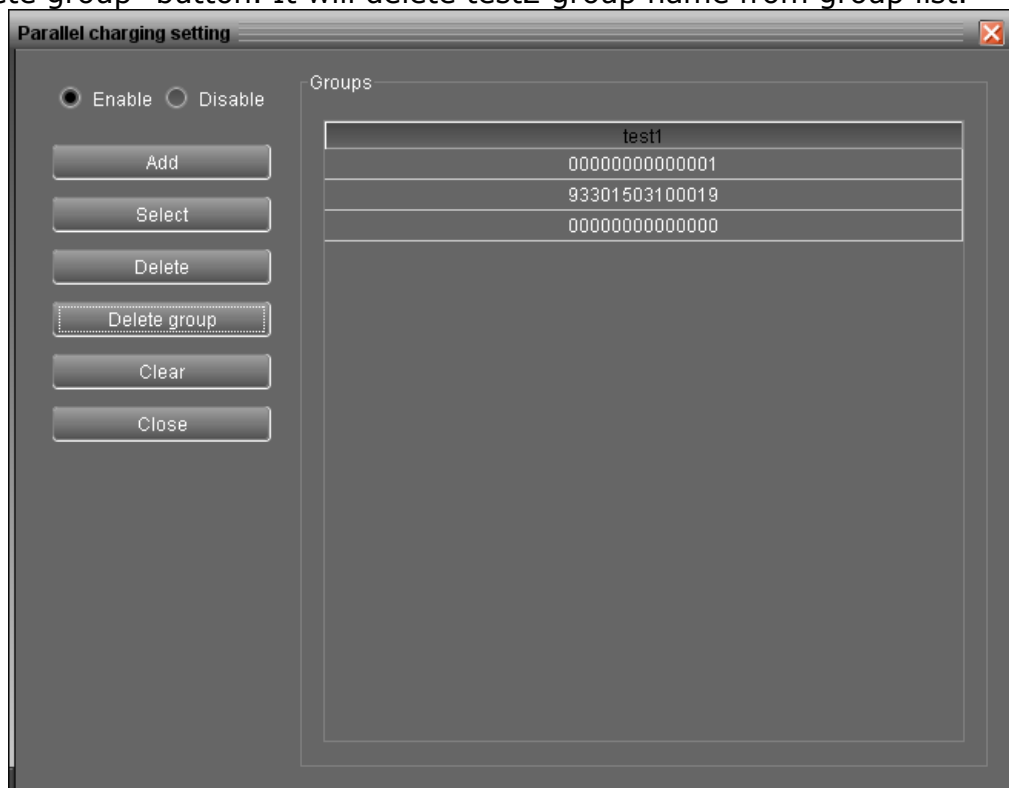 ete group" button. It will delete test2 group name from group list.
Parallel charging setting
Enable Disable
Groups
test1
Add
00000000000001
93301503100019
Select
00000000000000
Delete
Delete group
Clear
Close